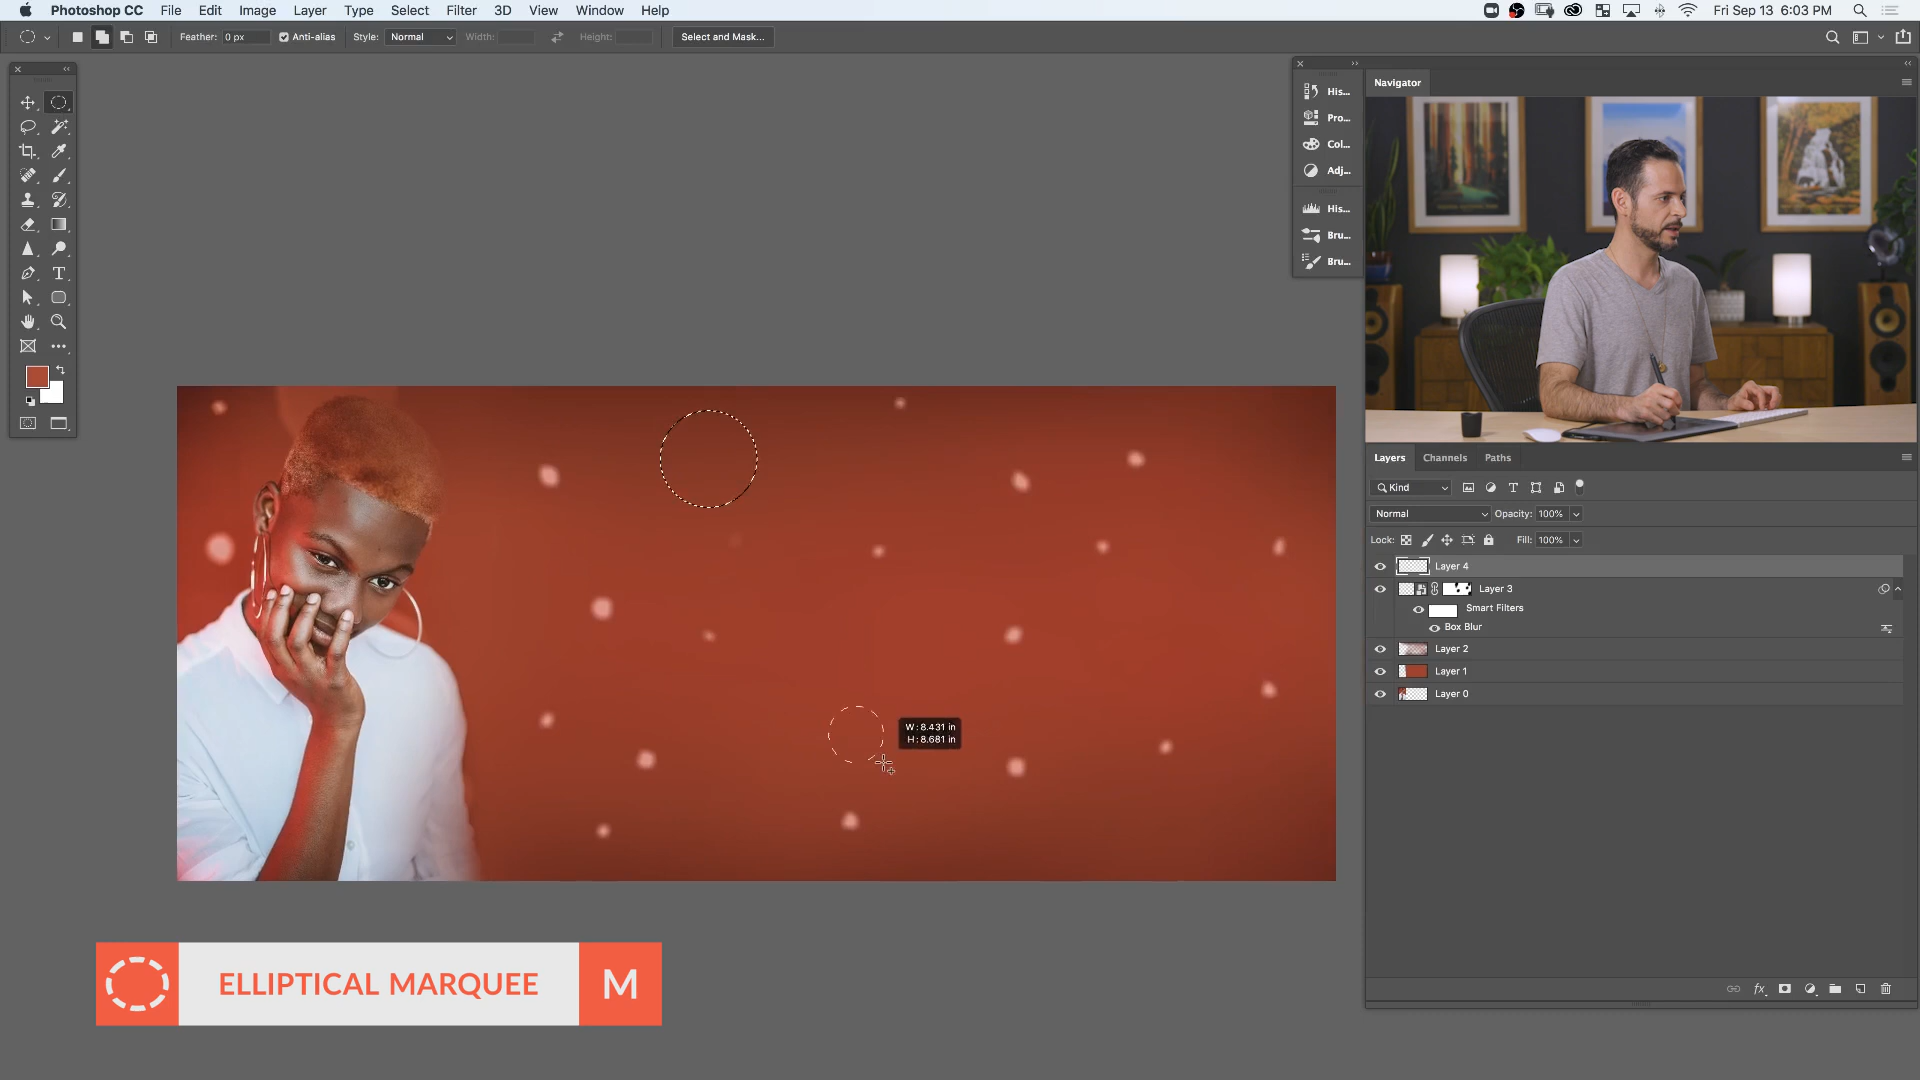 Photoshop CC File Edit Image Layer Type Select Filter 3D View Window Help Fri Sep 13 6:03 PM
Feather: 0 px Anti-alias Style: Normal Width: Height: Select and Mask...
His...
Pro...
Col...
Adj...
His...
Bru...
Bru...
Navigator
W: 8.431 in
H: 8.681 in
Layers Channels Paths
Kind
Normal Opacity: 100%
Lock: Fill: 100%
Layer 4
Layer 3
Smart Filters
Box Blur
Layer 2
Layer 1
Layer 0
ELLIPTICAL MARQUEE M